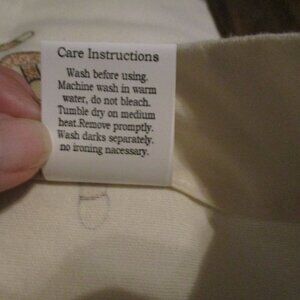 Care Instructions
Wash before using.
Machine wash in warm
water, do not bleach.
Tumble dry on medium
heat.Remove promptly.
Wash darks separately.
no ironing nacessary.